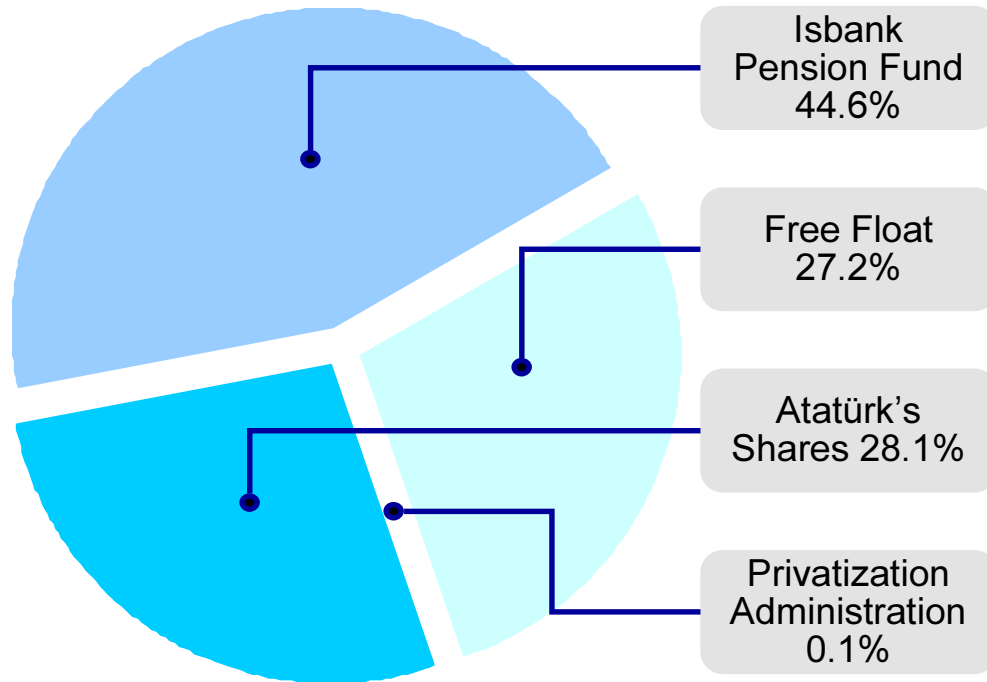 Isbank
Pension Fund
44.6%
Free Float
27.2%
Atatürk’s
Shares 28.1%
Privatization
Administration
0.1%